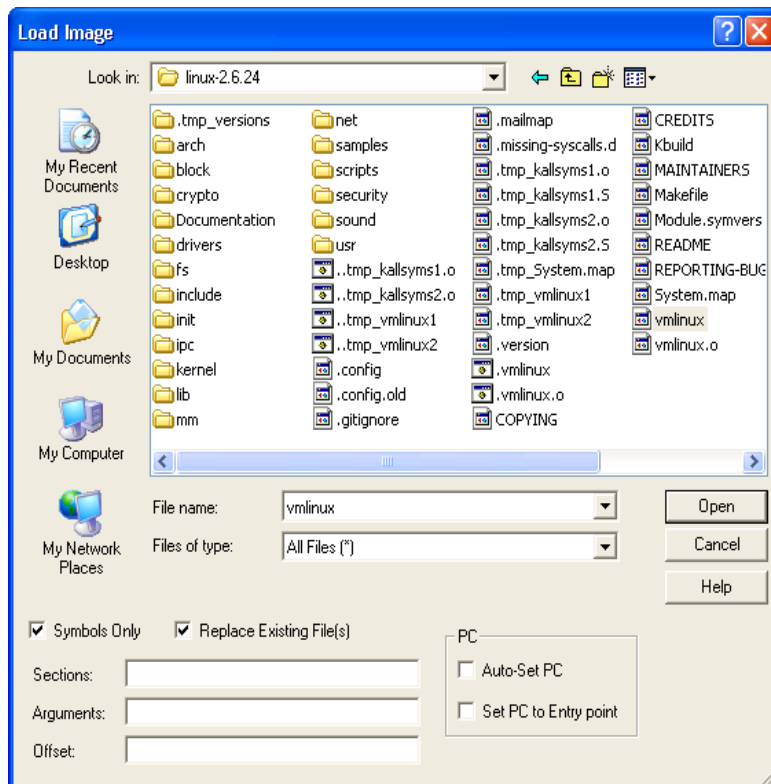 Load Image
Look in: linux-2.6.24
My Recent Documents
Desktop
My Documents
My Computer
My Network Places
.tmp_versions
arch
block
crypto
Documentation
drivers
fs
include
init
ipc
kernel
lib
mm
net
samples
scripts
security
sound
usr
..tmp_kallsyms1.o
..tmp_kallsyms2.o
..tmp_vmlinux1
..tmp_vmlinux2
.config
.config.old
.gitignore
.mailmap
.missing-syscalls.d
.tmp_kallsyms1.o
.tmp_kallsyms1.S
.tmp_kallsyms2.o
.tmp_kallsyms2.S
.tmp_System.map
.tmp_vmlinux1
.tmp_vmlinux2
.version
.vmlinux
.vmlinux.o
COPYING
CREDITS
Kbuild
MAINTAINERS
Makefile
Module.symvers
README
REPORTING-BUG
System.map
vmlinux
vmlinux.o
File name: vmlinux
Open
Files of type: All Files (*)
Cancel
Help
Symbols Only
Replace Existing File(s)
Sections:
Arguments:
Offset:
PC
Auto-Set PC
Set PC to Entry point